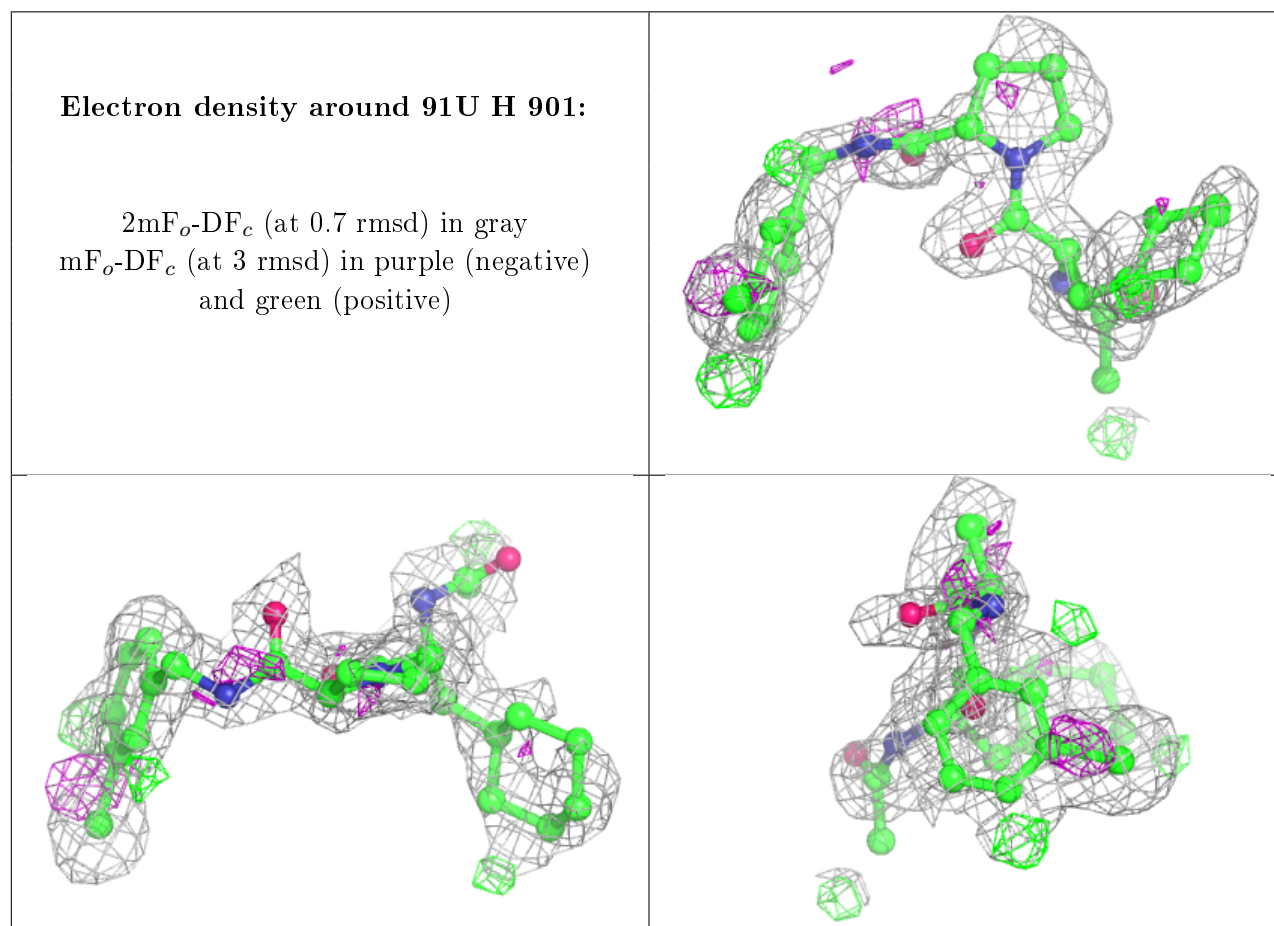 Electron density around 91U H 901:
2mFₒ-DF𝑐 (at 0.7 rmsd) in gray
mFₒ-DF𝑐 (at 3 rmsd) in purple (negative)
and green (positive)